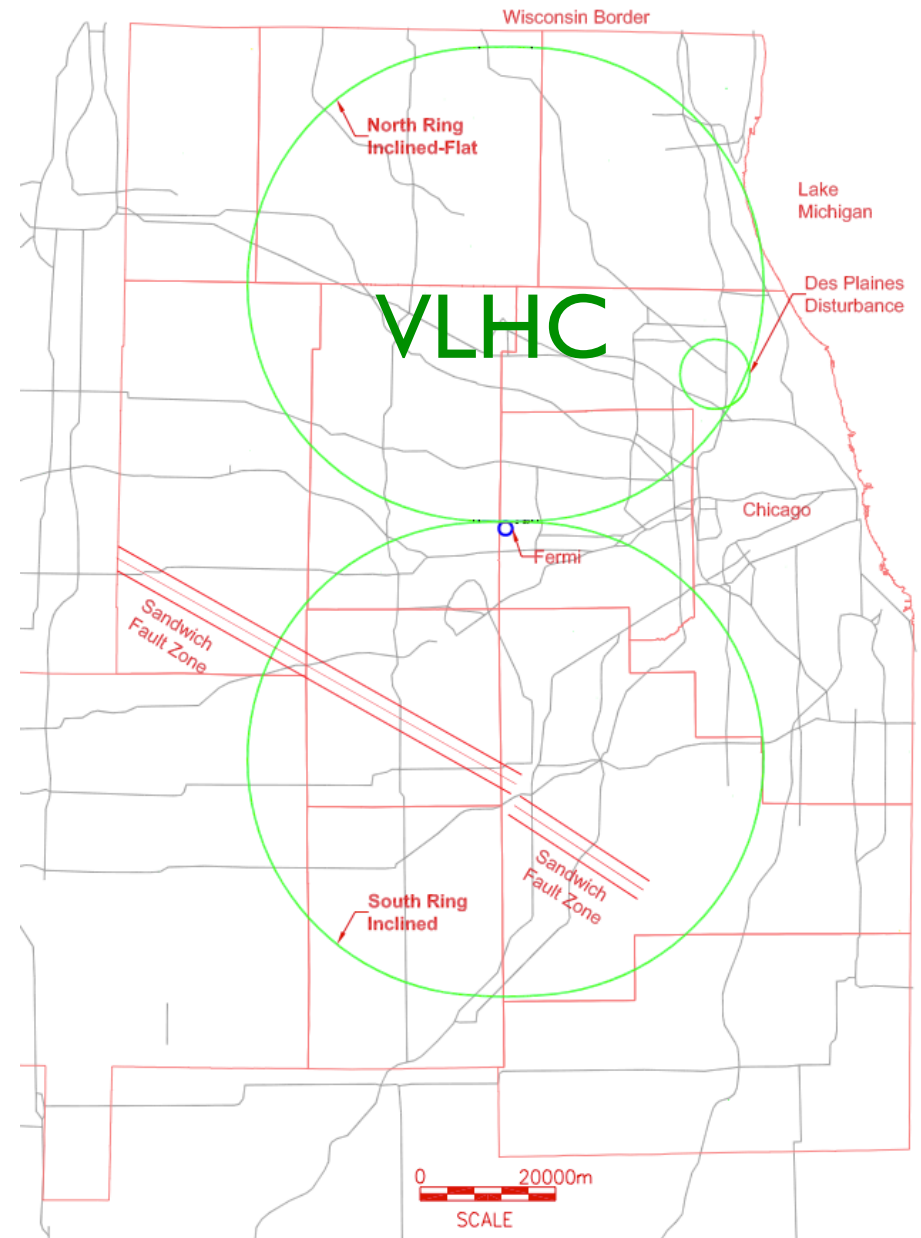 Wisconsin Border
North Ring
Inclined-Flat
Lake
Michigan
Des Plaines
Disturbance
VLHC
Chicago
Fermi
Sandwich
Fault Zone
Sandwich
Fault Zone
South Ring
Inclined
0 20000m
SCALE